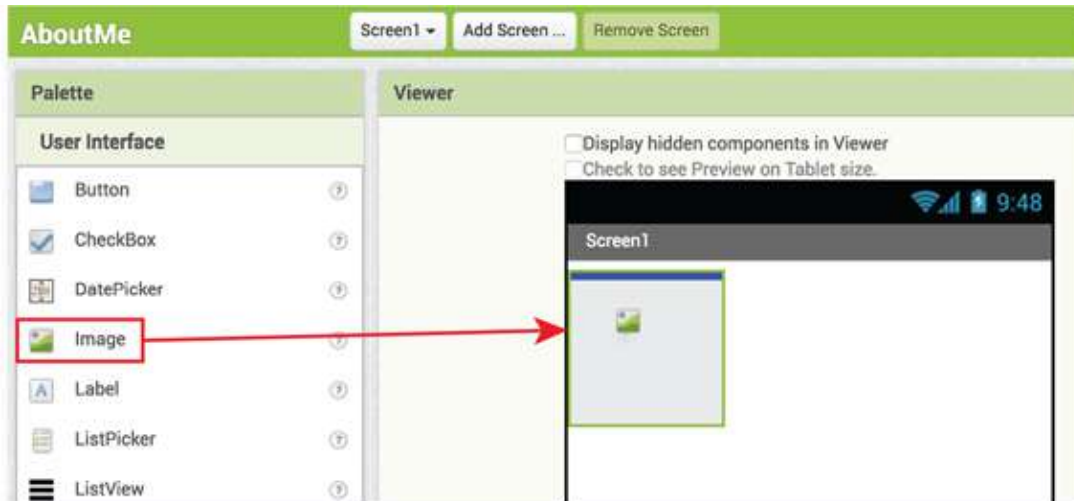 AboutMe
Screen1
Add Screen ...
Remove Screen
Palette
Viewer
User Interface
Display hidden components in Viewer
Check to see Preview on Tablet size.
Button
9:48
CheckBox
Screen1
DatePicker
Image
Label
ListPicker
ListView